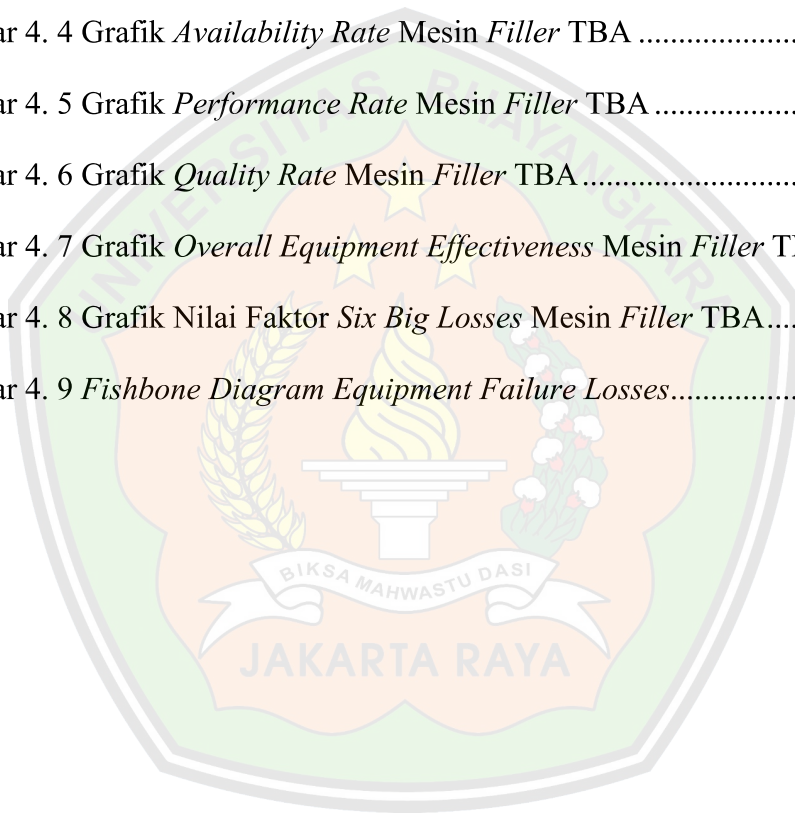 ar 4. 4 Grafik Availability Rate Mesin Filler TBA ....................
ar 4. 5 Grafik Performance Rate Mesin Filler TBA ..................
ar 4. 6 Grafik Quality Rate Mesin Filler TBA ...........................
ar 4. 7 Grafik Overall Equipment Effectiveness Mesin Filler T
ar 4. 8 Grafik Nilai Faktor Six Big Losses Mesin Filler TBA....
ar 4. 9 Fishbone Diagram Equipment Failure Losses................
UNIVERSITAS BHAYANGKARA
BIKSA MAHWASTU DASI
JAKARTA RAYA